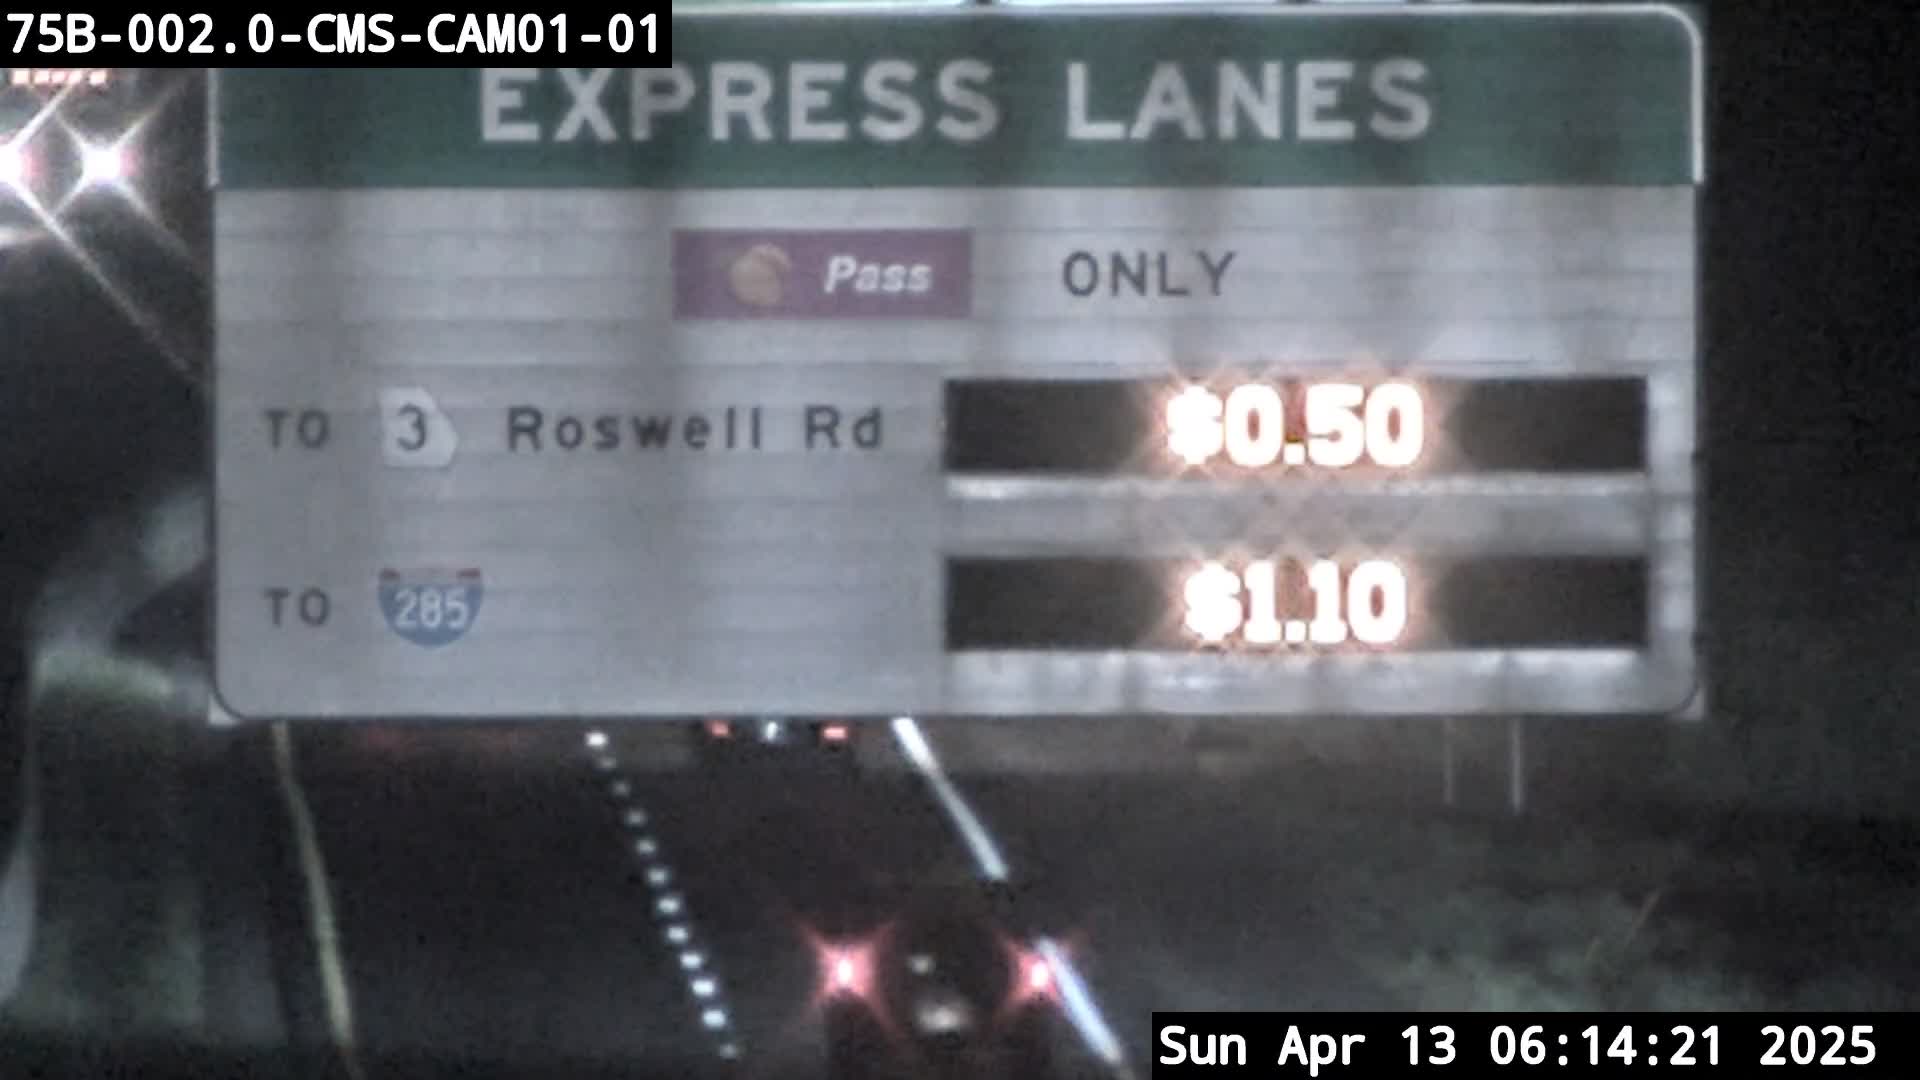 75B-002.0-CMS-CAM01-01
EXPRESS LANES
Pass ONLY
TO 3 Roswell Rd $0.50
TO 285 $1.10
Sun Apr 13 06:14:21 2025